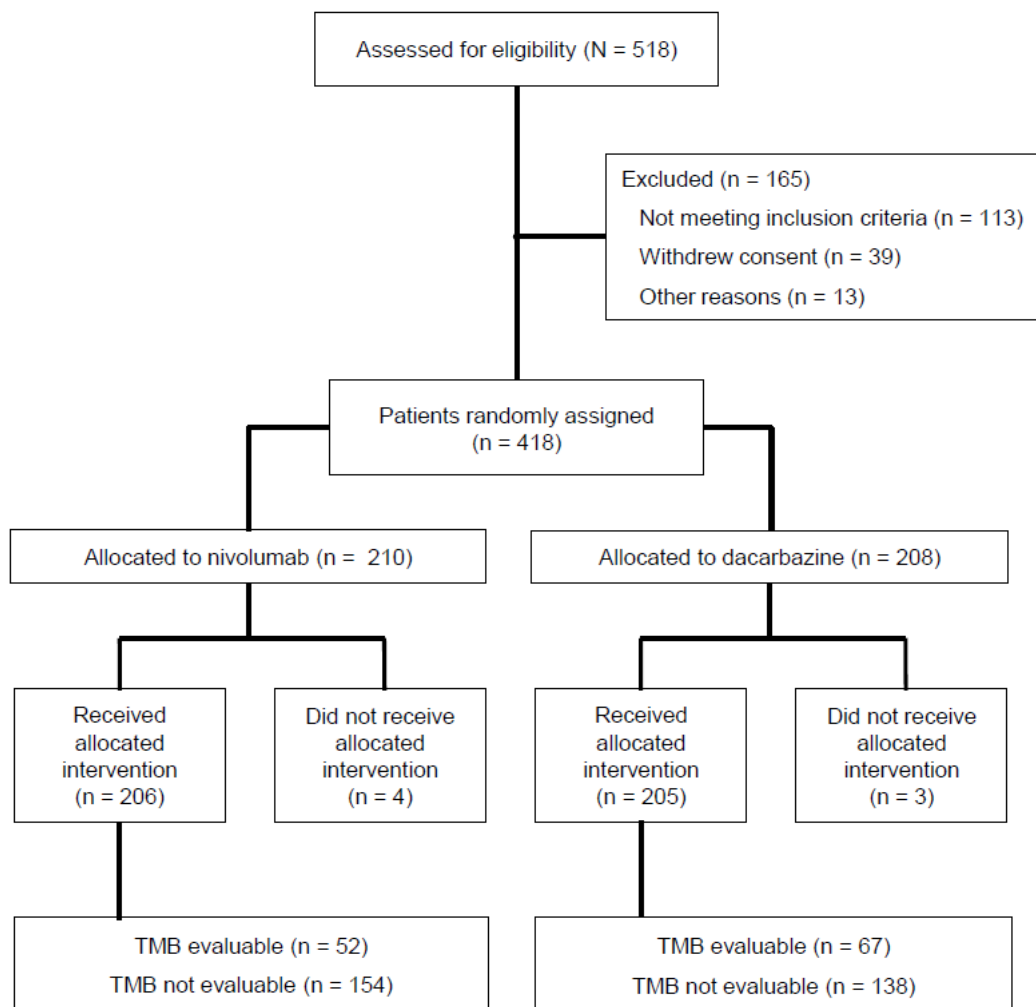 Assessed for eligibility (N = 518)
Excluded (n = 165)
Not meeting inclusion criteria (n = 113)
Withdrew consent (n = 39)
Other reasons (n = 13)
Patients randomly assigned
(n = 418)
Allocated to nivolumab (n =  210)
Allocated to dacarbazine (n = 208)
Received
allocated
intervention
(n = 206)
Did not receive
allocated
intervention
(n = 4)
Received
allocated
intervention
(n = 205)
Did not receive
allocated
intervention
(n = 3)
TMB evaluable (n = 52)
TMB not evaluable (n = 154)
TMB evaluable (n = 67)
TMB not evaluable (n = 138)